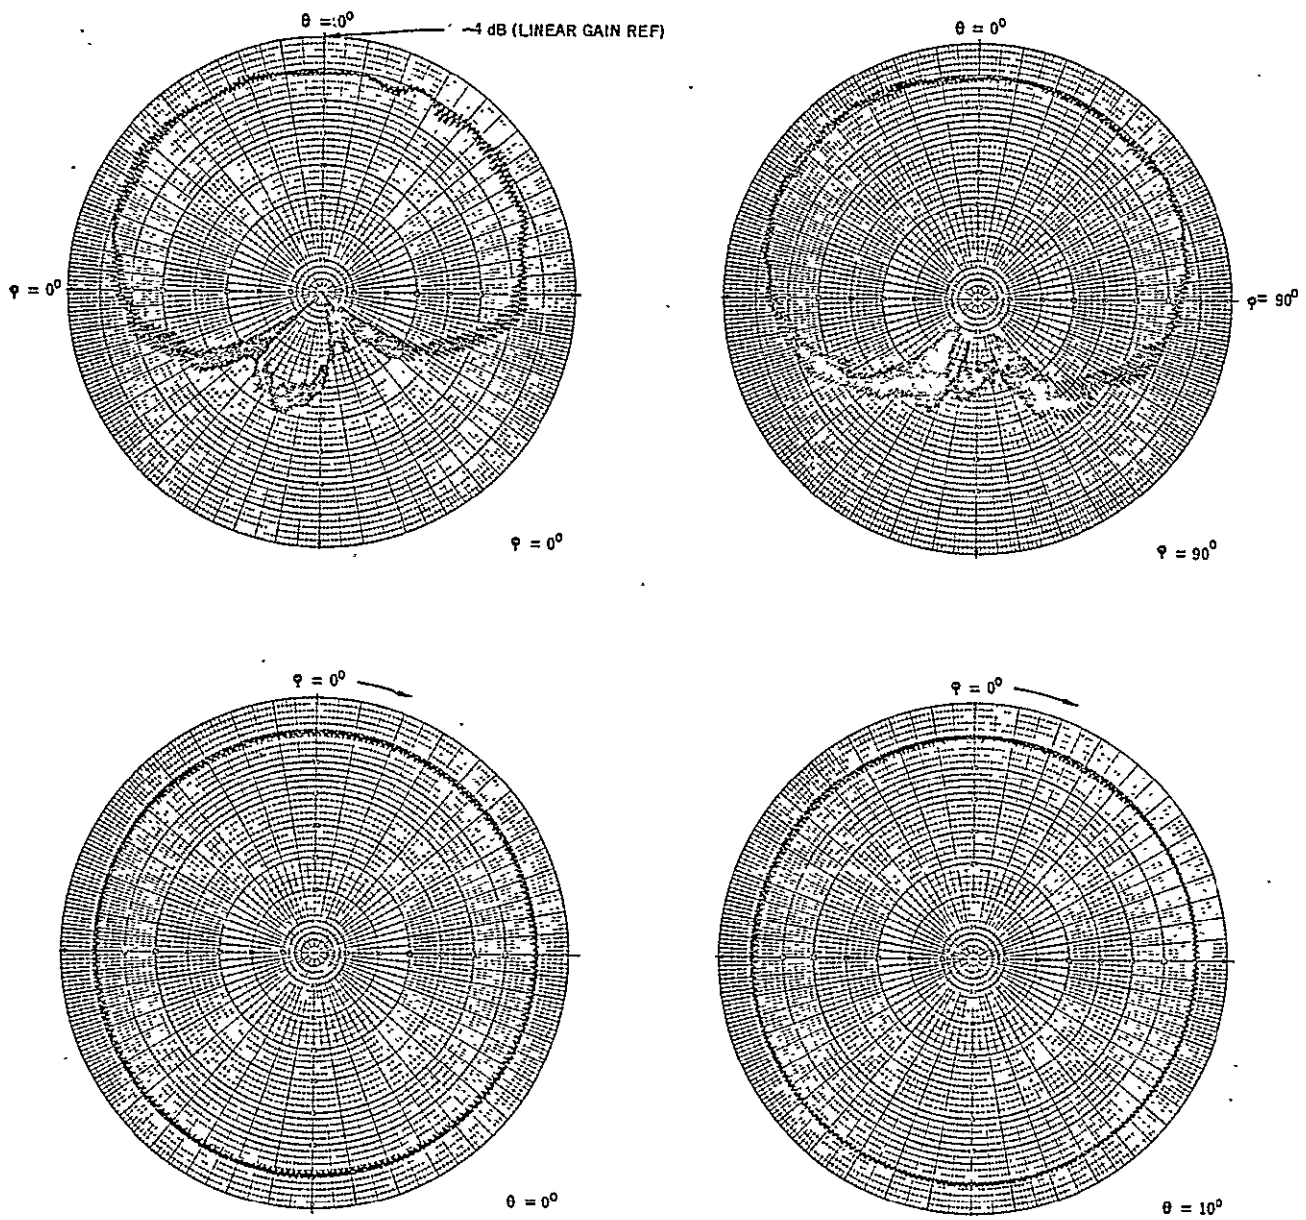 θ = 0°
-4 dB (LINEAR GAIN REF)
θ = 0°
φ = 0°
φ = 90°
φ = 0°
φ = 90°
φ = 0°
φ = 0°
θ = 0°
θ = 10°